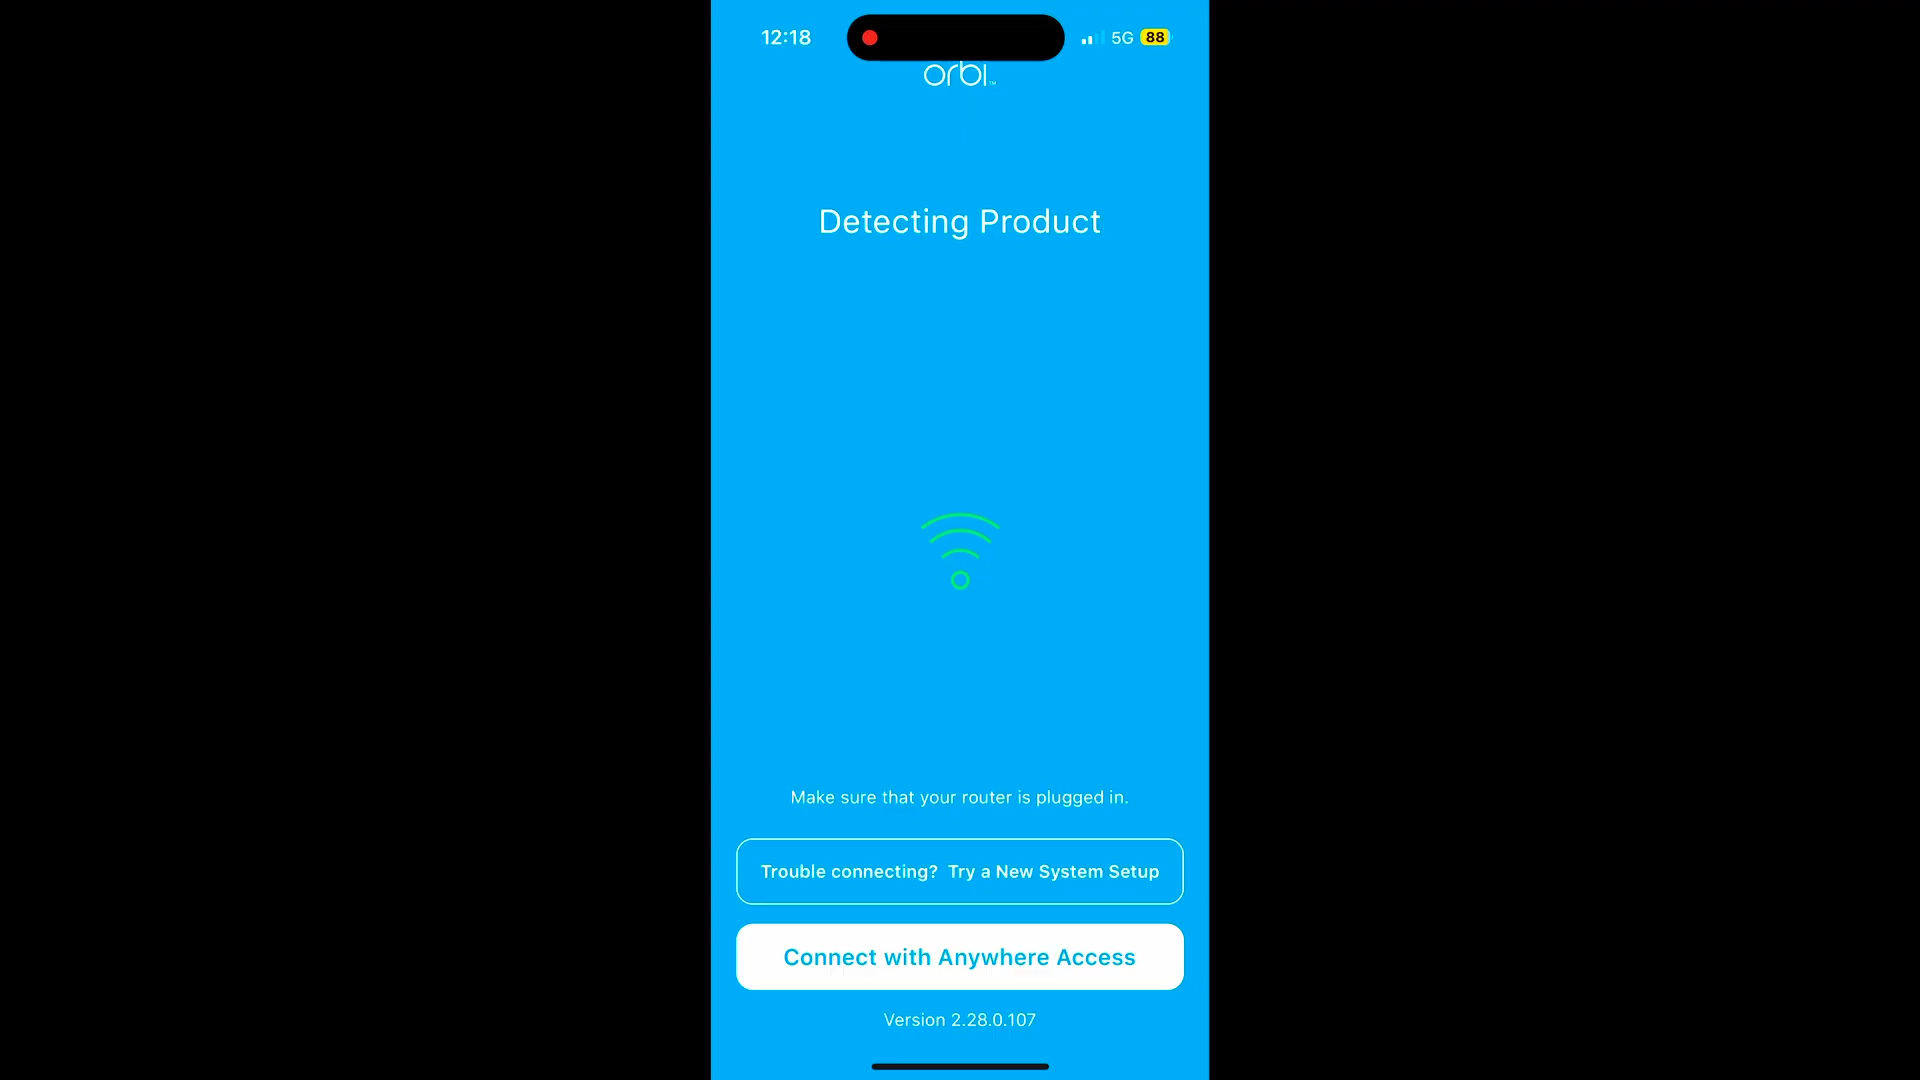 12:18
5G 88
orbi™
Detecting Product
Make sure that your router is plugged in.
Trouble connecting? Try a New System Setup
Connect with Anywhere Access
Version 2.28.0.107